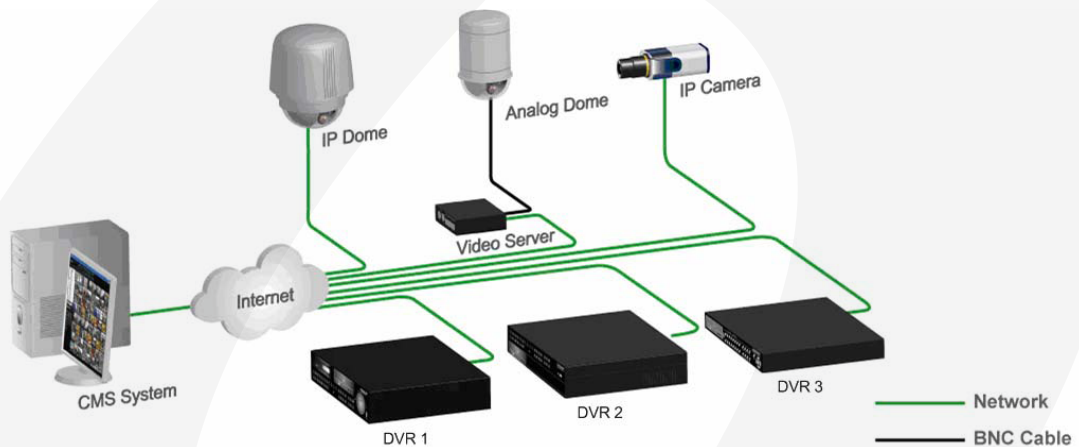 IP Dome
Analog Dome
IP Camera
Video Server
Internet
CMS System
DVR 1
DVR 2
DVR 3
Network
BNC Cable